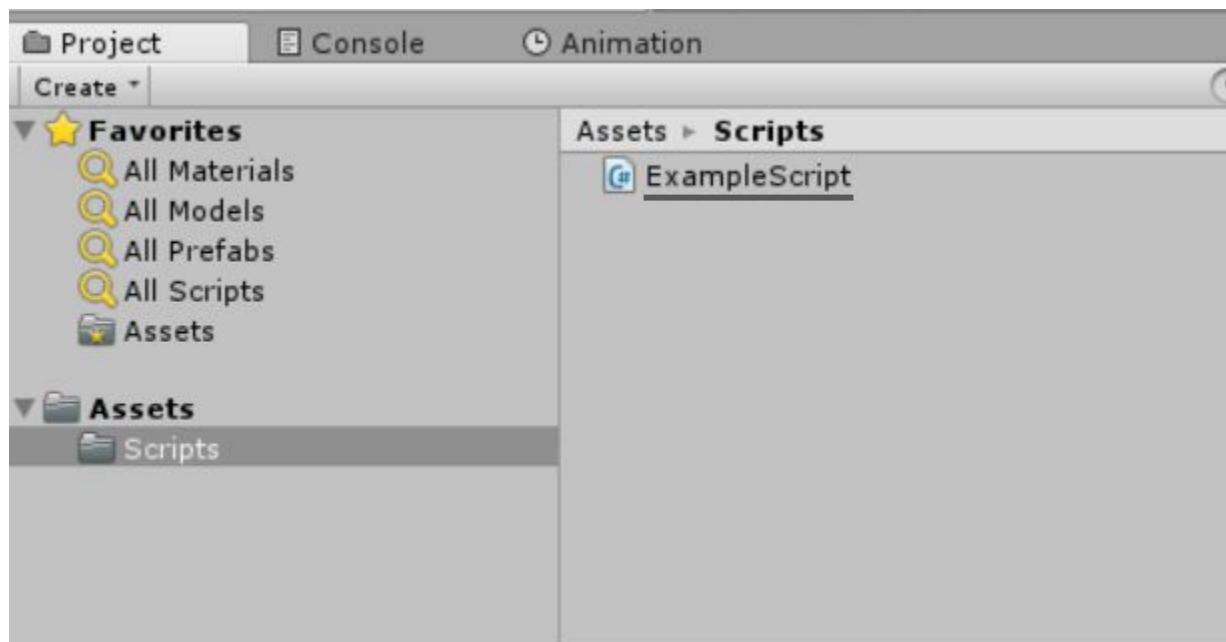 Project Console Animation
Create
Favorites
All Materials
All Models
All Prefabs
All Scripts
Assets
Assets
Scripts
Assets Scripts
ExampleScript